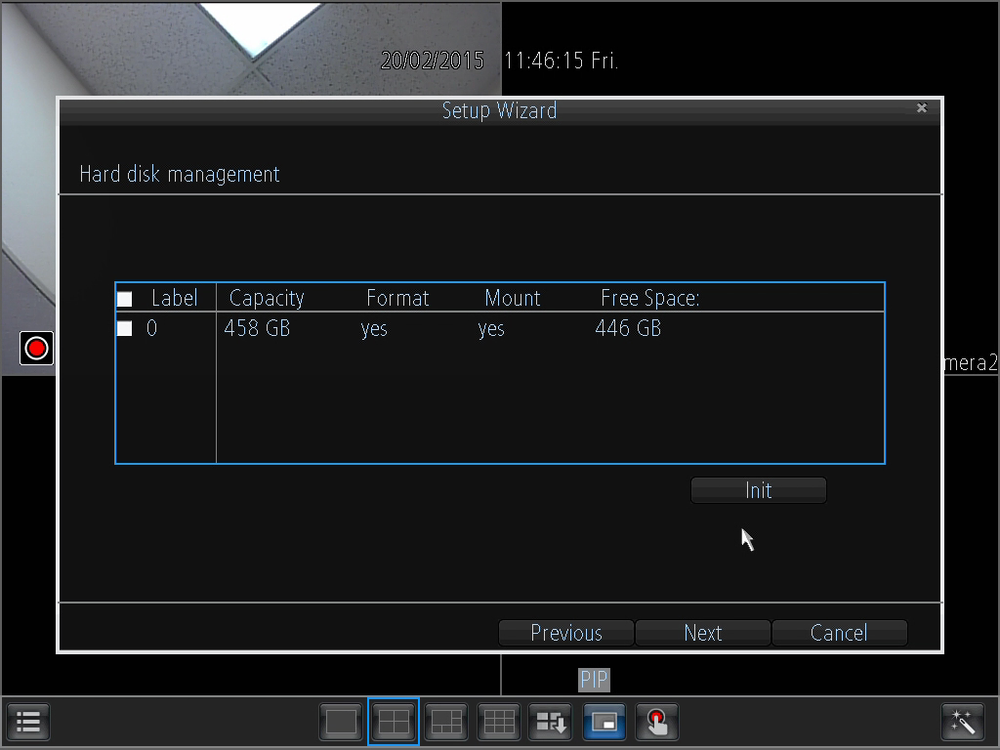 20/02/2015 11:46:15 Fri.
Setup Wizard
Hard disk management
Label Capacity Format Mount Free Space:
0 458 GB yes yes 446 GB
mera2
Init
Previous Next Cancel
PIP